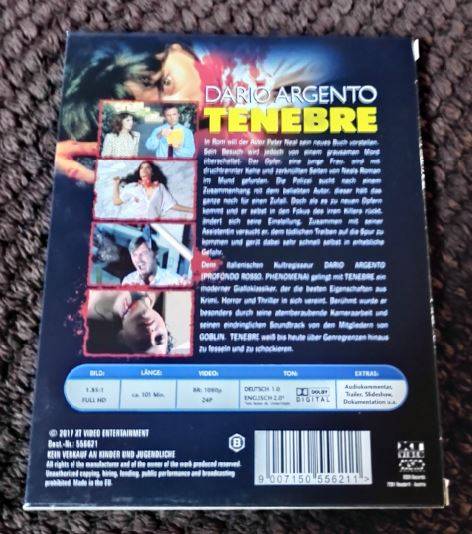 DARIO ARGENTO
TENEBRE
In Rom will der Autor Peter Neal sein neues Buch vorstellen.
Sein Besuch wird jedoch von einem grausamen Mord
überschattet. Der Opfer, eine junge Frau, wird mit
druchtrennter Kehle und zerknüllten Seiten von Neals Roman
im Mund gefunden. Die Polizei sucht nach einem
Zusammenhang mit dem beliebten Autor, dieser hält das
ganze noch für einen Zufall. Doch als es zu neuen Opfern
kommt und er selbst in den Fokus des irren Killers rückt,
ändert sich seine Einstellung. Zusammen mit seiner
Assistentin versucht er, dem tödlichen Treiben auf die Spur zu
kommen und gerät dabei sehr schnell selbst in erhebliche
Gefahr.
Dem italienischen Kultregisseur DARIO ARGENTO
(PROFONDO ROSSO, PHENOMENA) gelingt mit TENEBRE ein
moderner Gialloklassiker, der die besten Eigenschaften aus
Krimi, Horror und Thriller in sich vereint. Berühmt wurde er
besonders durch seine atemberaubende Kameraarbeit und
seinen eindringlichen Soundtrack von den Mitgliedern von
GOBLIN. TENEBRE weiß bis heute über Genregrenzen hinaus
zu fesseln und zu schockieren.
BILD: LÄNGE: VIDEO: TON: EXTRAS:
1.85:1 ca. 101 Min. BR: 1080p DEUTSCH 1.0 DOLBY Audiokommentar,
FULL HD 24P ENGLISCH 2.0* DIGITAL Trailer, Slideshow,
Dokumentation u.a.
© 2017 XT VIDEO ENTERTAINMENT
Best.-Nr.: 556621
KEIN VERKAUF AN KINDER UND JUGENDLICHE
All rights of the manufacturer and of the owner of the work produced reserved.
Unauthorized copying, hiring, lending, public performance and broadcasting
prohibited. Made in the EU.
B
9 007150 556211 >
XT